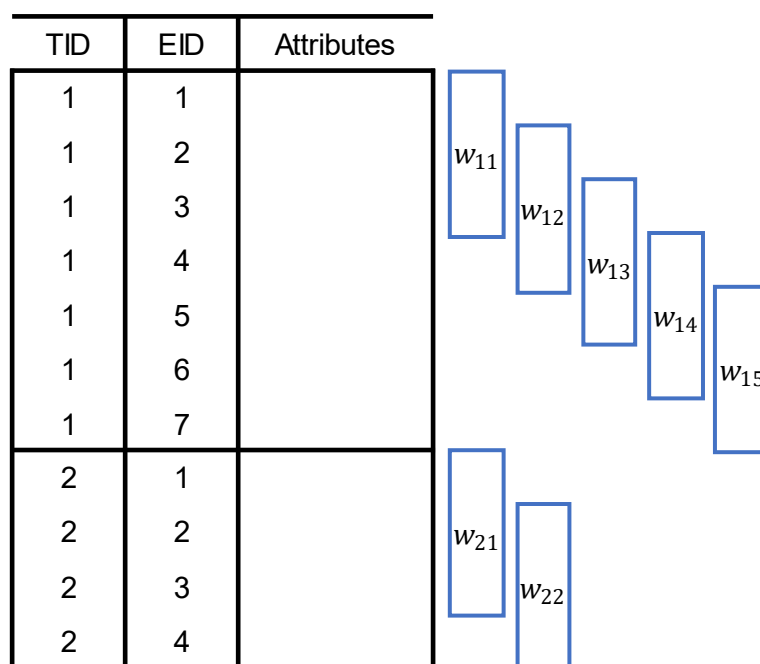 TID EID Attributes
1 1
1 2 w₁₁
1 3 w₁₂
1 4 w₁₃
1 5 w₁₄
1 6 w₁₅
1 7
2 1
2 2 w₂₁
2 3 w₂₂
2 4